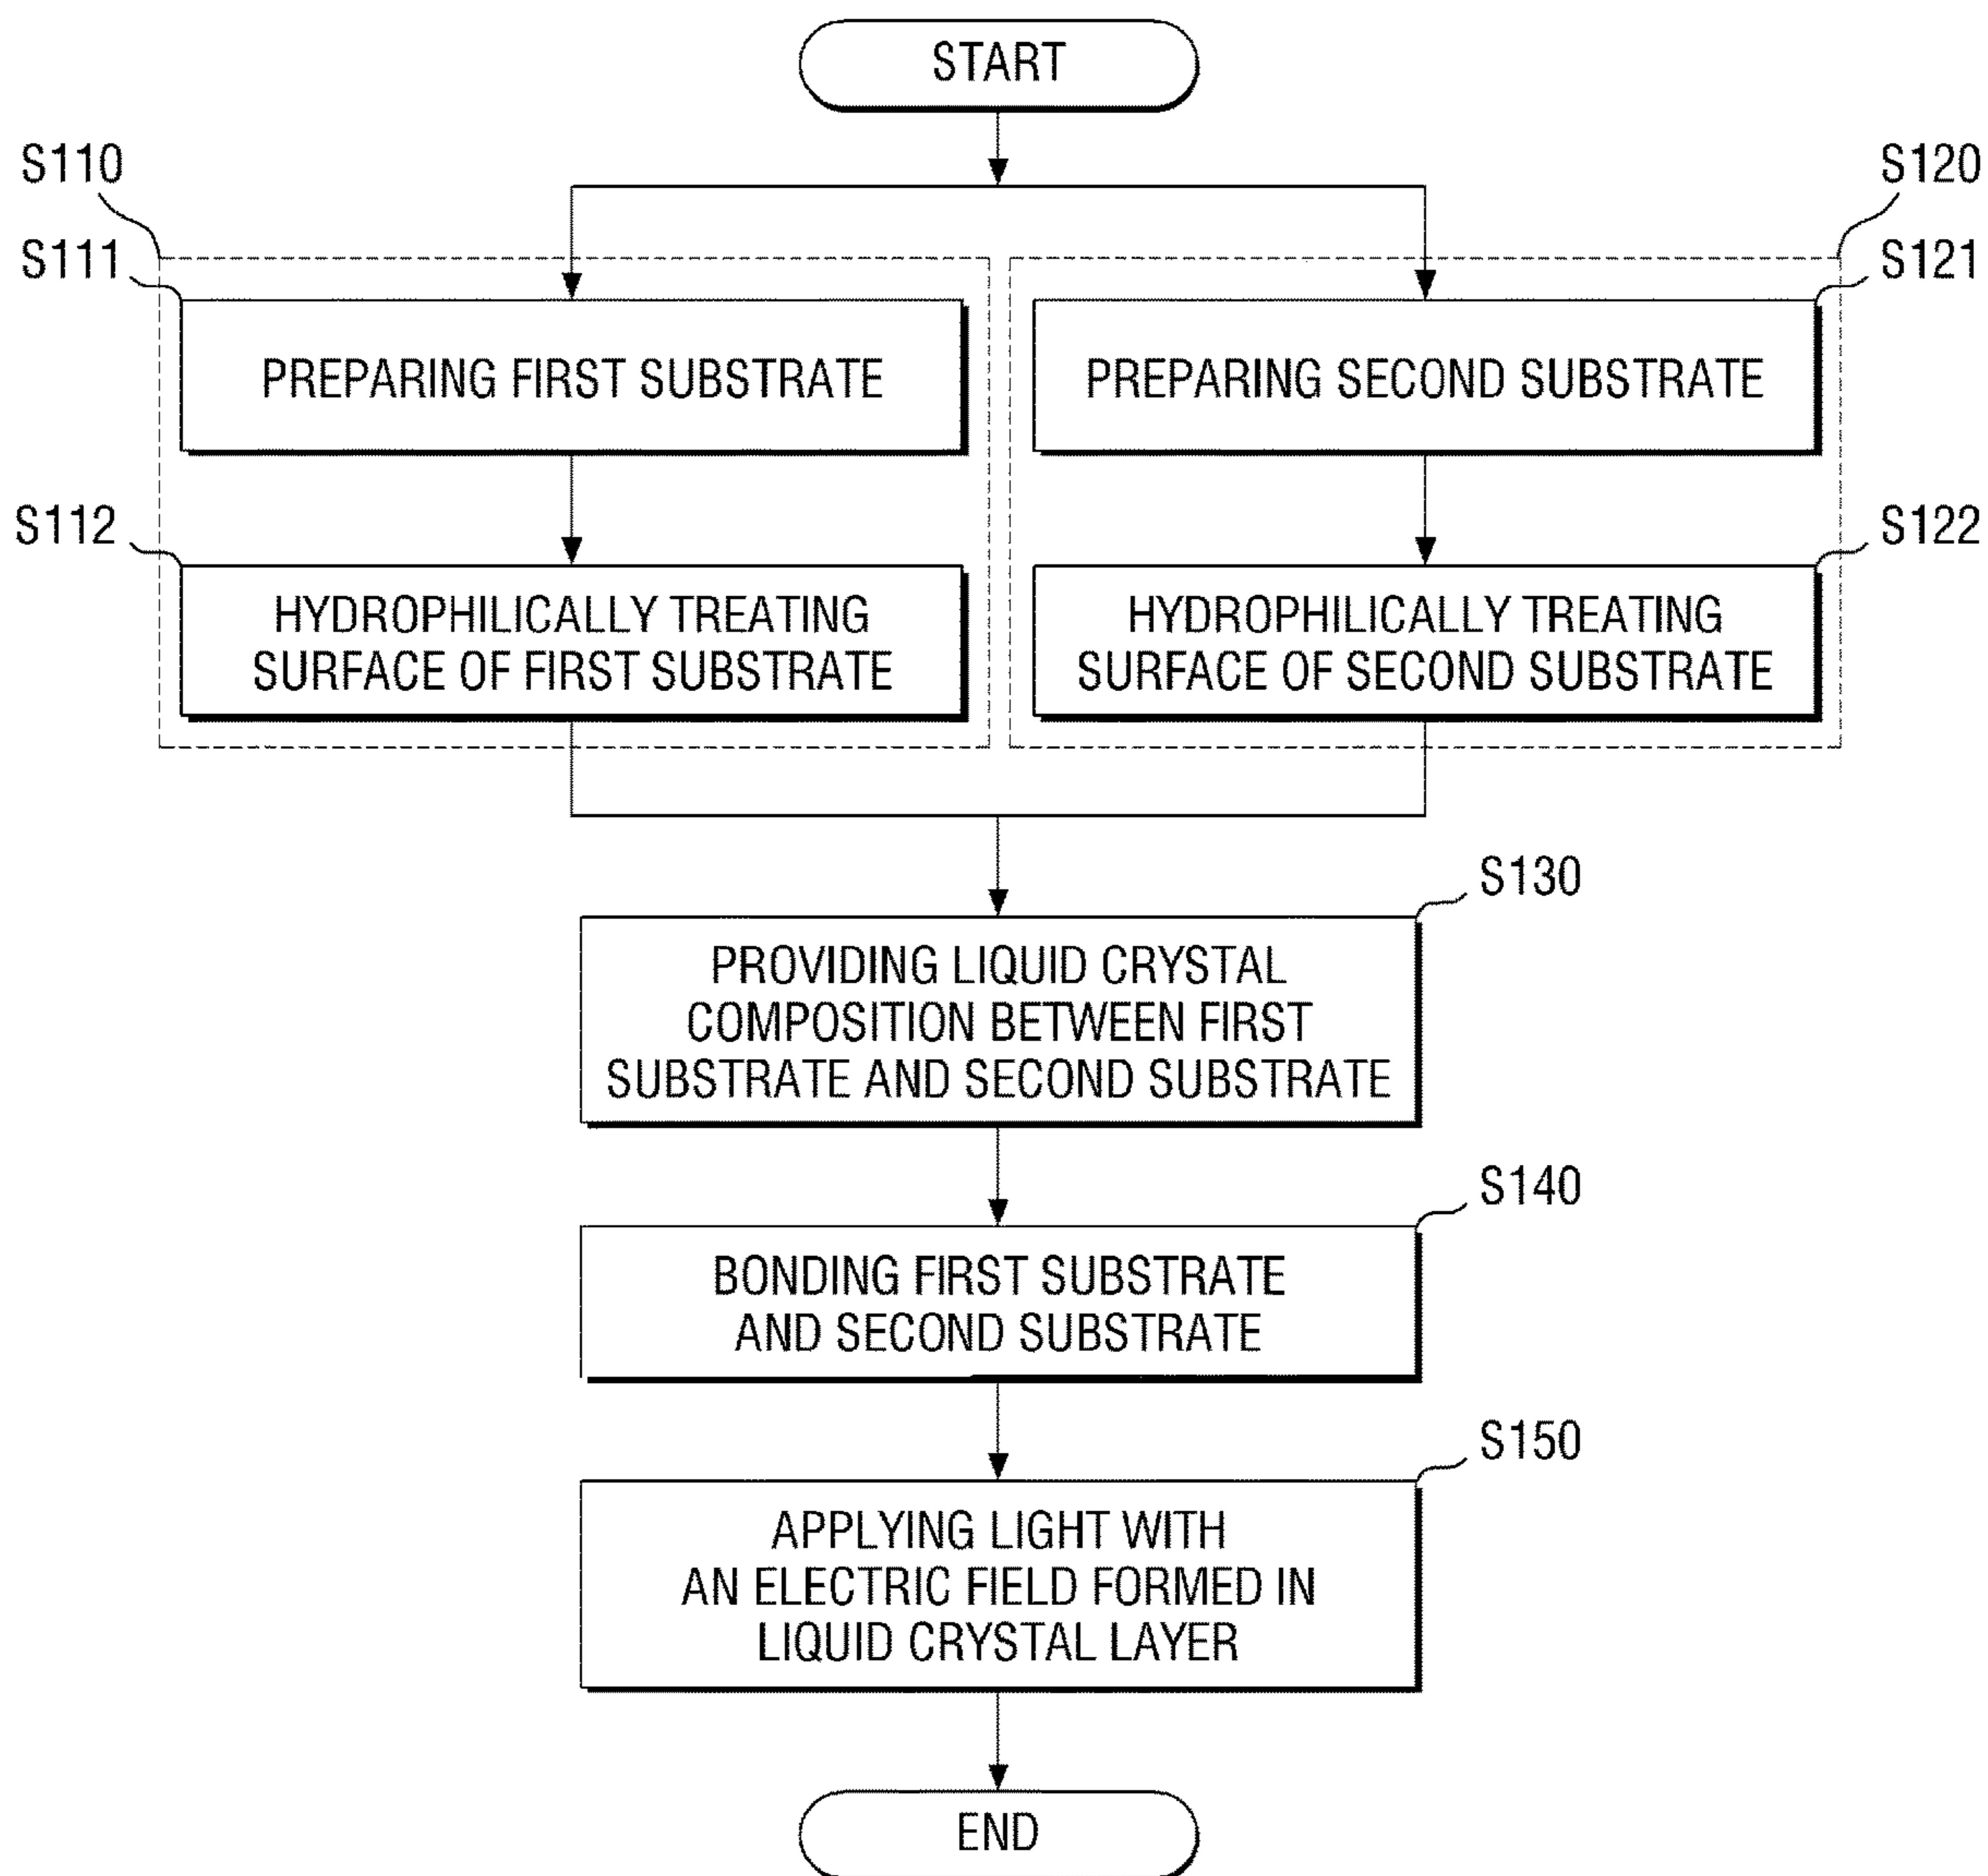 START
S110
S120
S111
S121
PREPARING FIRST SUBSTRATE
PREPARING SECOND SUBSTRATE
S112
S122
HYDROPHILICALLY TREATING
SURFACE OF FIRST SUBSTRATE
HYDROPHILICALLY TREATING
SURFACE OF SECOND SUBSTRATE
S130
PROVIDING LIQUID CRYSTAL
COMPOSITION BETWEEN FIRST
SUBSTRATE AND SECOND SUBSTRATE
S140
BONDING FIRST SUBSTRATE
AND SECOND SUBSTRATE
S150
APPLYING LIGHT WITH
AN ELECTRIC FIELD FORMED IN
LIQUID CRYSTAL LAYER
END